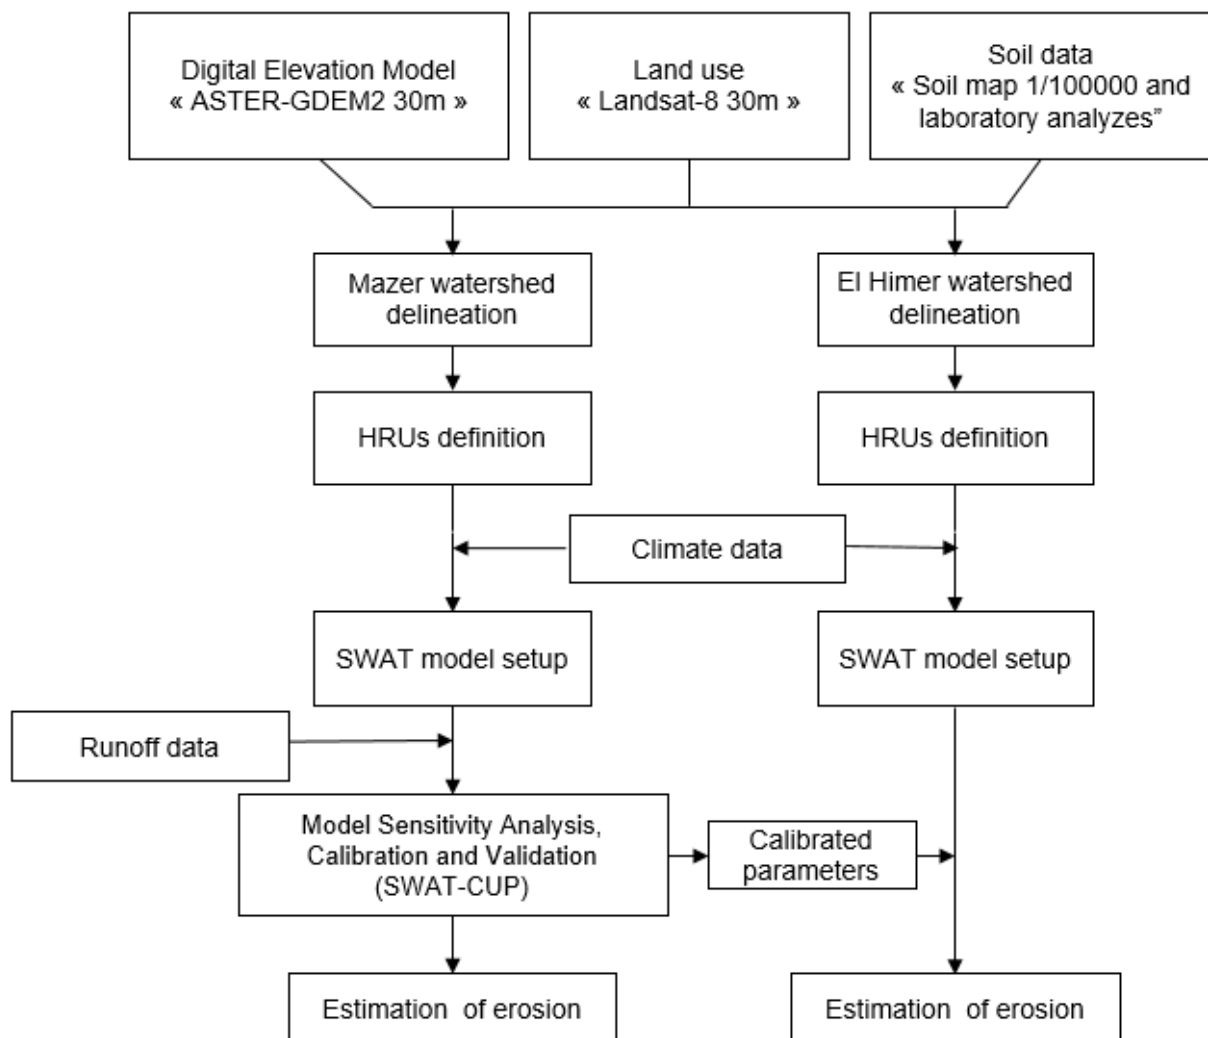 Digital Elevation Model
« ASTER-GDEM2 30m »
Land use
« Landsat-8 30m »
Soil data
« Soil map 1/100000 and
laboratory analyzes”
Mazer watershed
delineation
El Himer watershed
delineation
HRUs definition
HRUs definition
Climate data
SWAT model setup
SWAT model setup
Runoff data
Model Sensitivity Analysis,
Calibration and Validation
(SWAT-CUP)
Calibrated
parameters
Estimation of erosion
Estimation of erosion